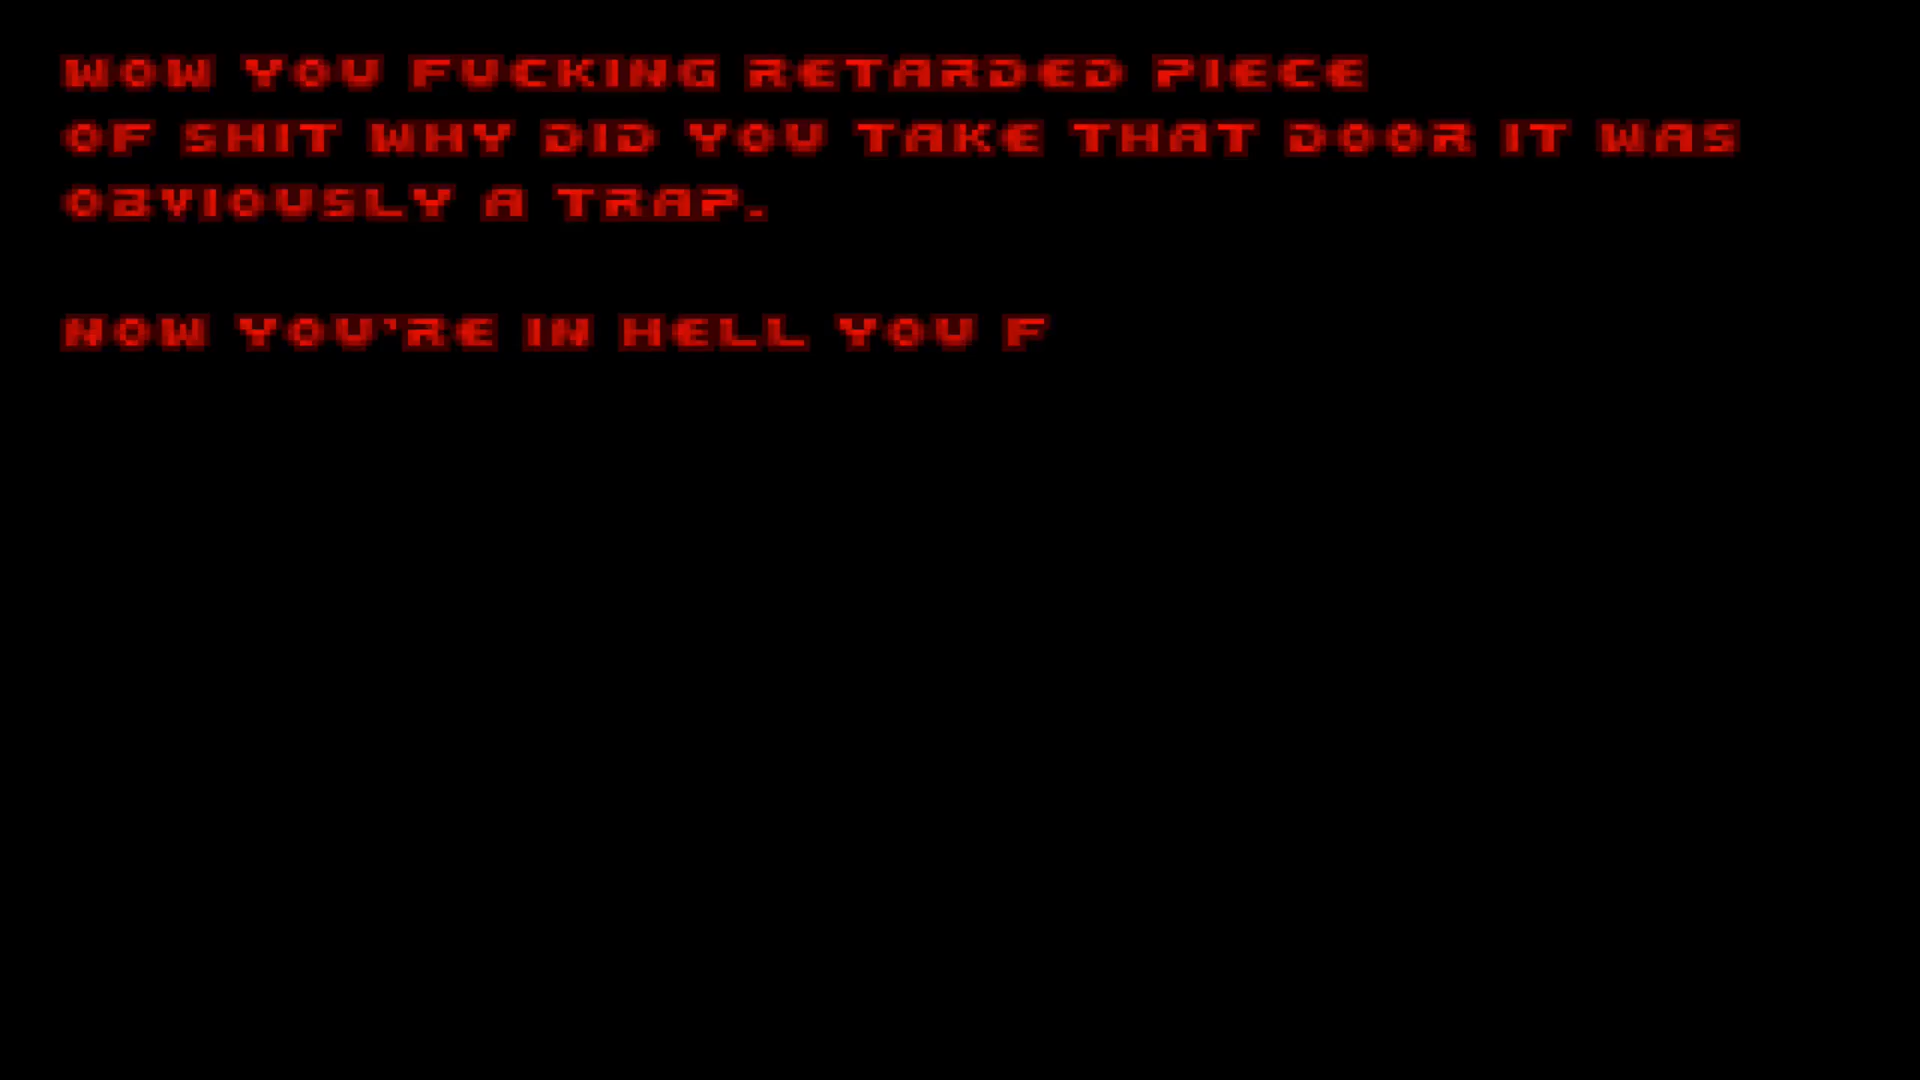 WOW YOU FUCKING RETARDED PIECE
OF SHIT WHY DID YOU TAKE THAT DOOR IT WAS
OBVIOUSLY A TRAP.
NOW YOU'RE IN HELL YOU F